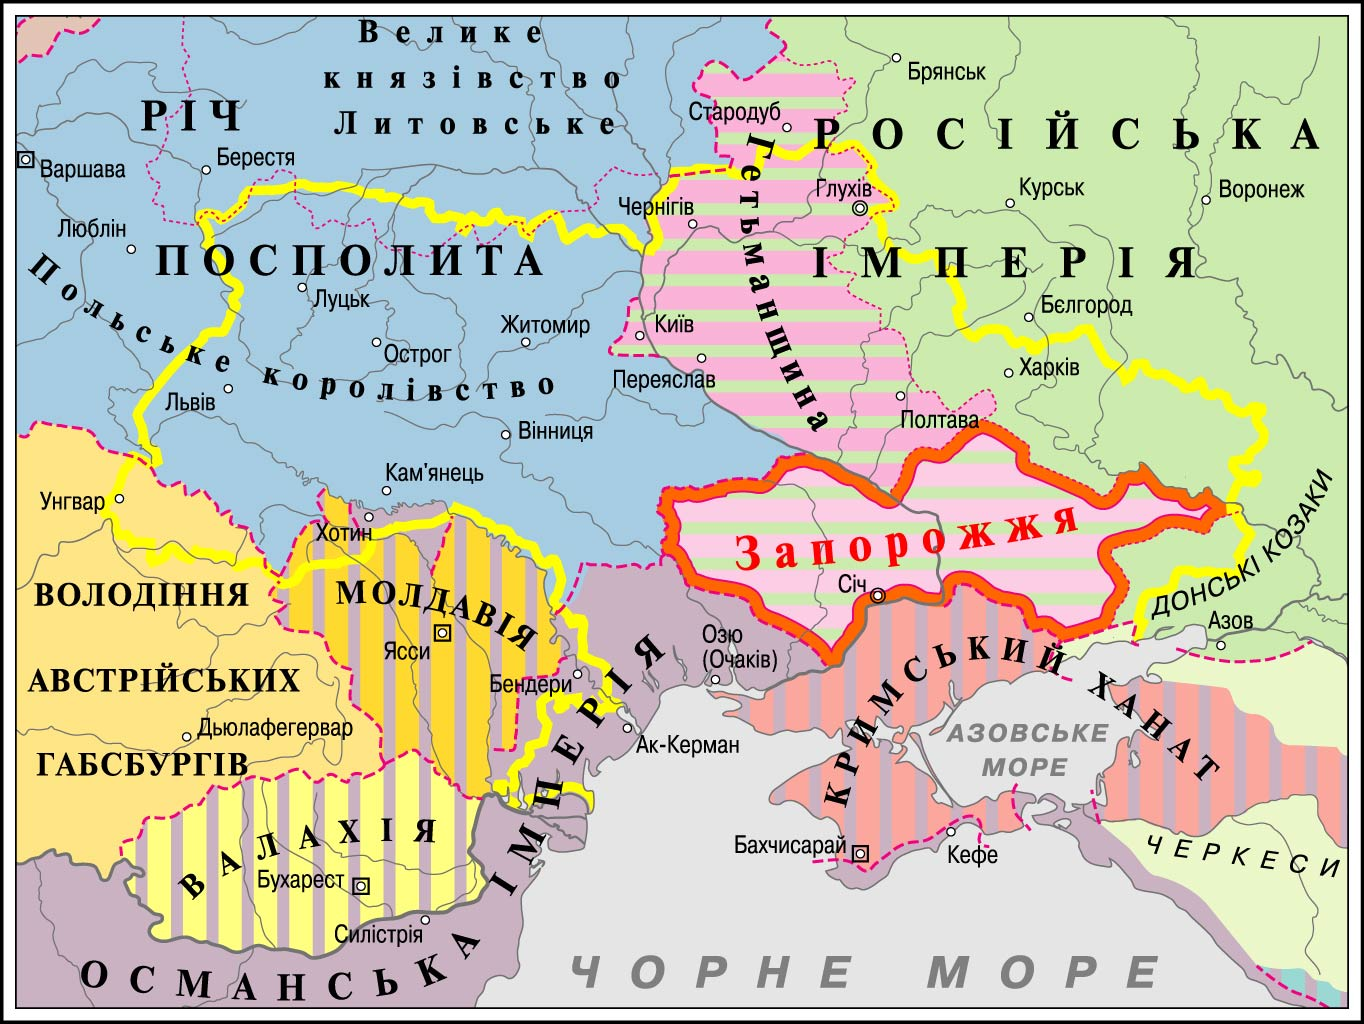 Велике
князівство
Литовське
РІЧ
ПОСПОЛИТА
Польське королівство
Варшава
Берестя
Люблін
Луцьк
Острог
Житомир
Львів
Вінниця
Кам'янець
Стародуб
Брянськ
РОСІЙСЬКА
ІМПЕРІЯ
Гетьманщина
Глухів
Курськ
Воронеж
Чернігів
Київ
Переяслав
Бєлгород
Харків
Полтава
Запорожжя
Січ
ДОНСЬКІ КОЗАКИ
Азов
Унгвар
Хотин
ВОЛОДІННЯ
АВСТРІЙСЬКИХ
ГАБСБУРГІВ
Дьюлафегервар
МОЛДАВІЯ
Ясси
Бендери
Озю
(Очаків)
Ак-Керман
КРИМСЬКИЙ ХАНАТ
АЗОВСЬКЕ
МОРЕ
Бахчисарай
Кефе
ЧЕРКЕСИ
ВАЛАХІЯ
Бухарест
Силістрія
ОСМАНСЬКА ІМПЕРІЯ
ЧОРНЕ МОРЕ